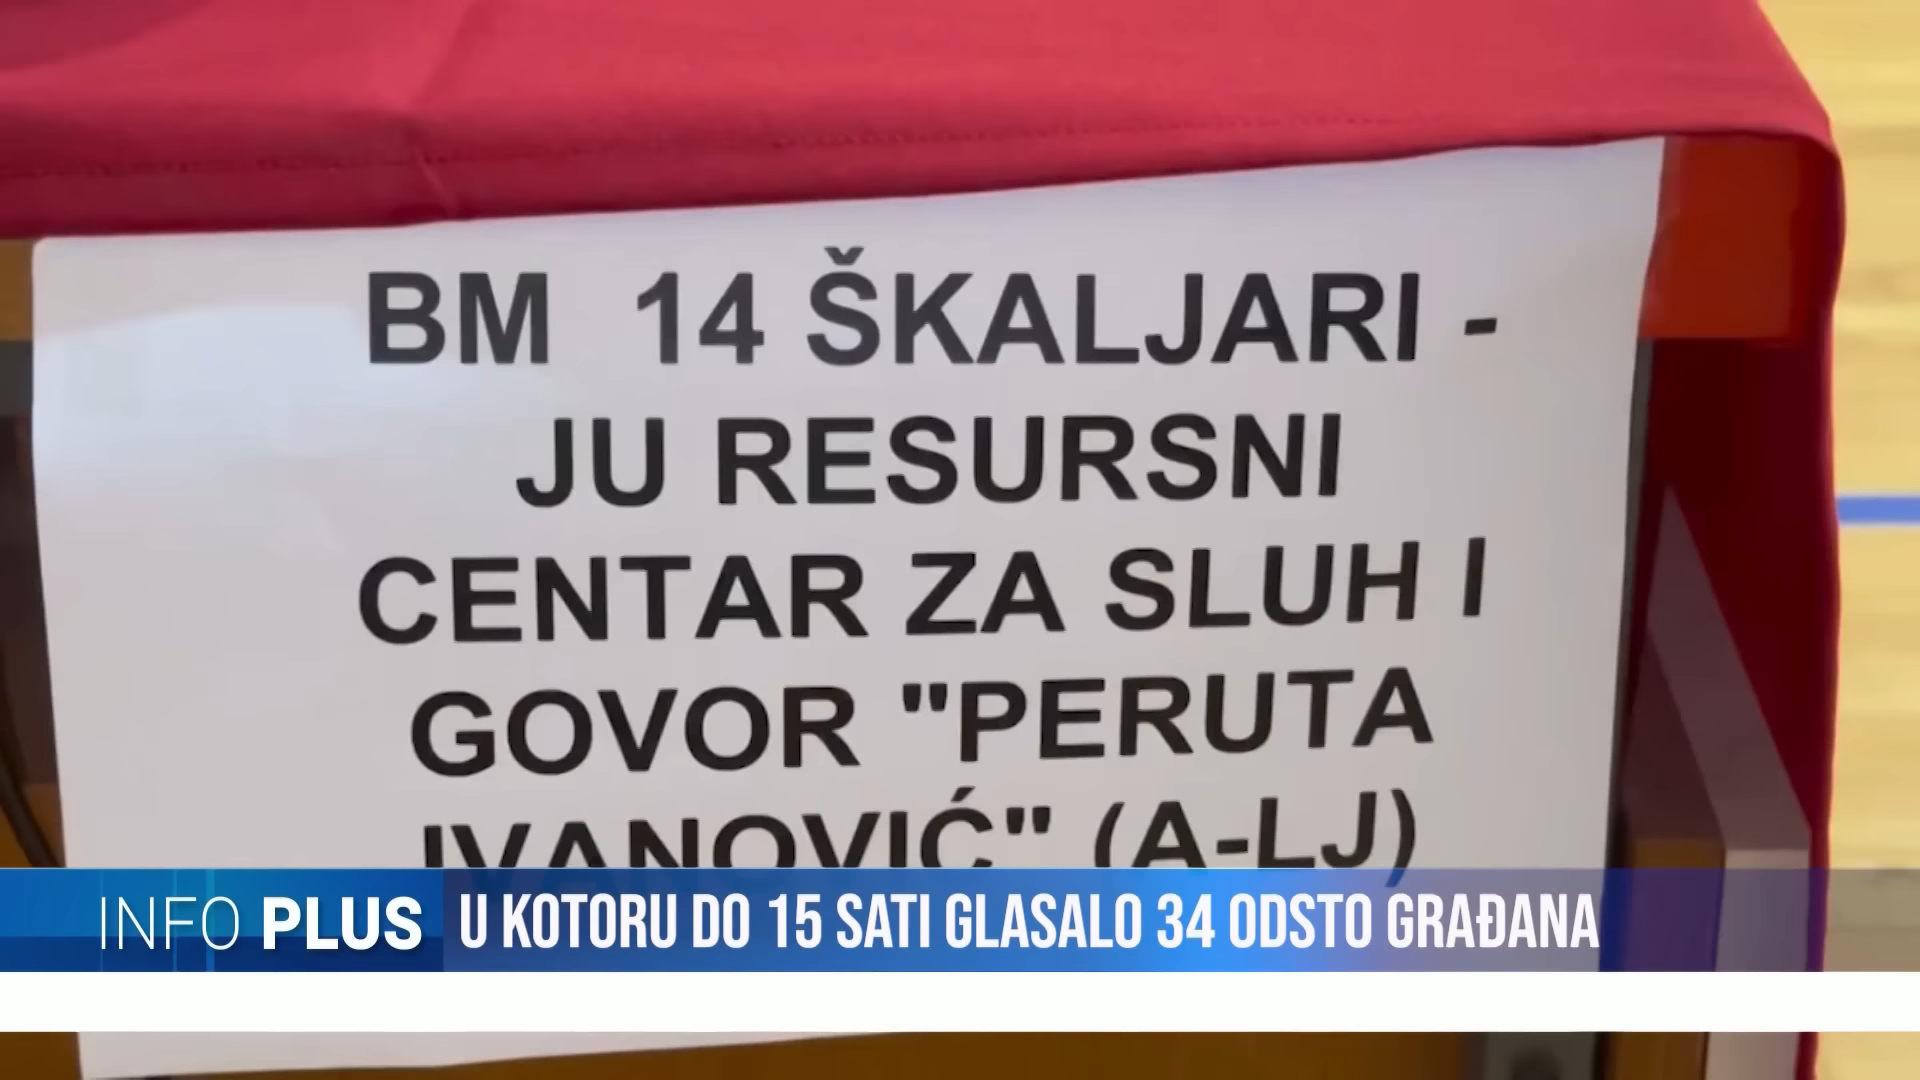 BM 14 ŠKALJARI -
JU RESURSNI
CENTAR ZA SLUH I
GOVOR "PERUTA
IVANOVIĆ" (A-LJ)
INFO PLUS
U KOTORU DO 15 SATI GLASALO 34 ODSTO GRAĐANA